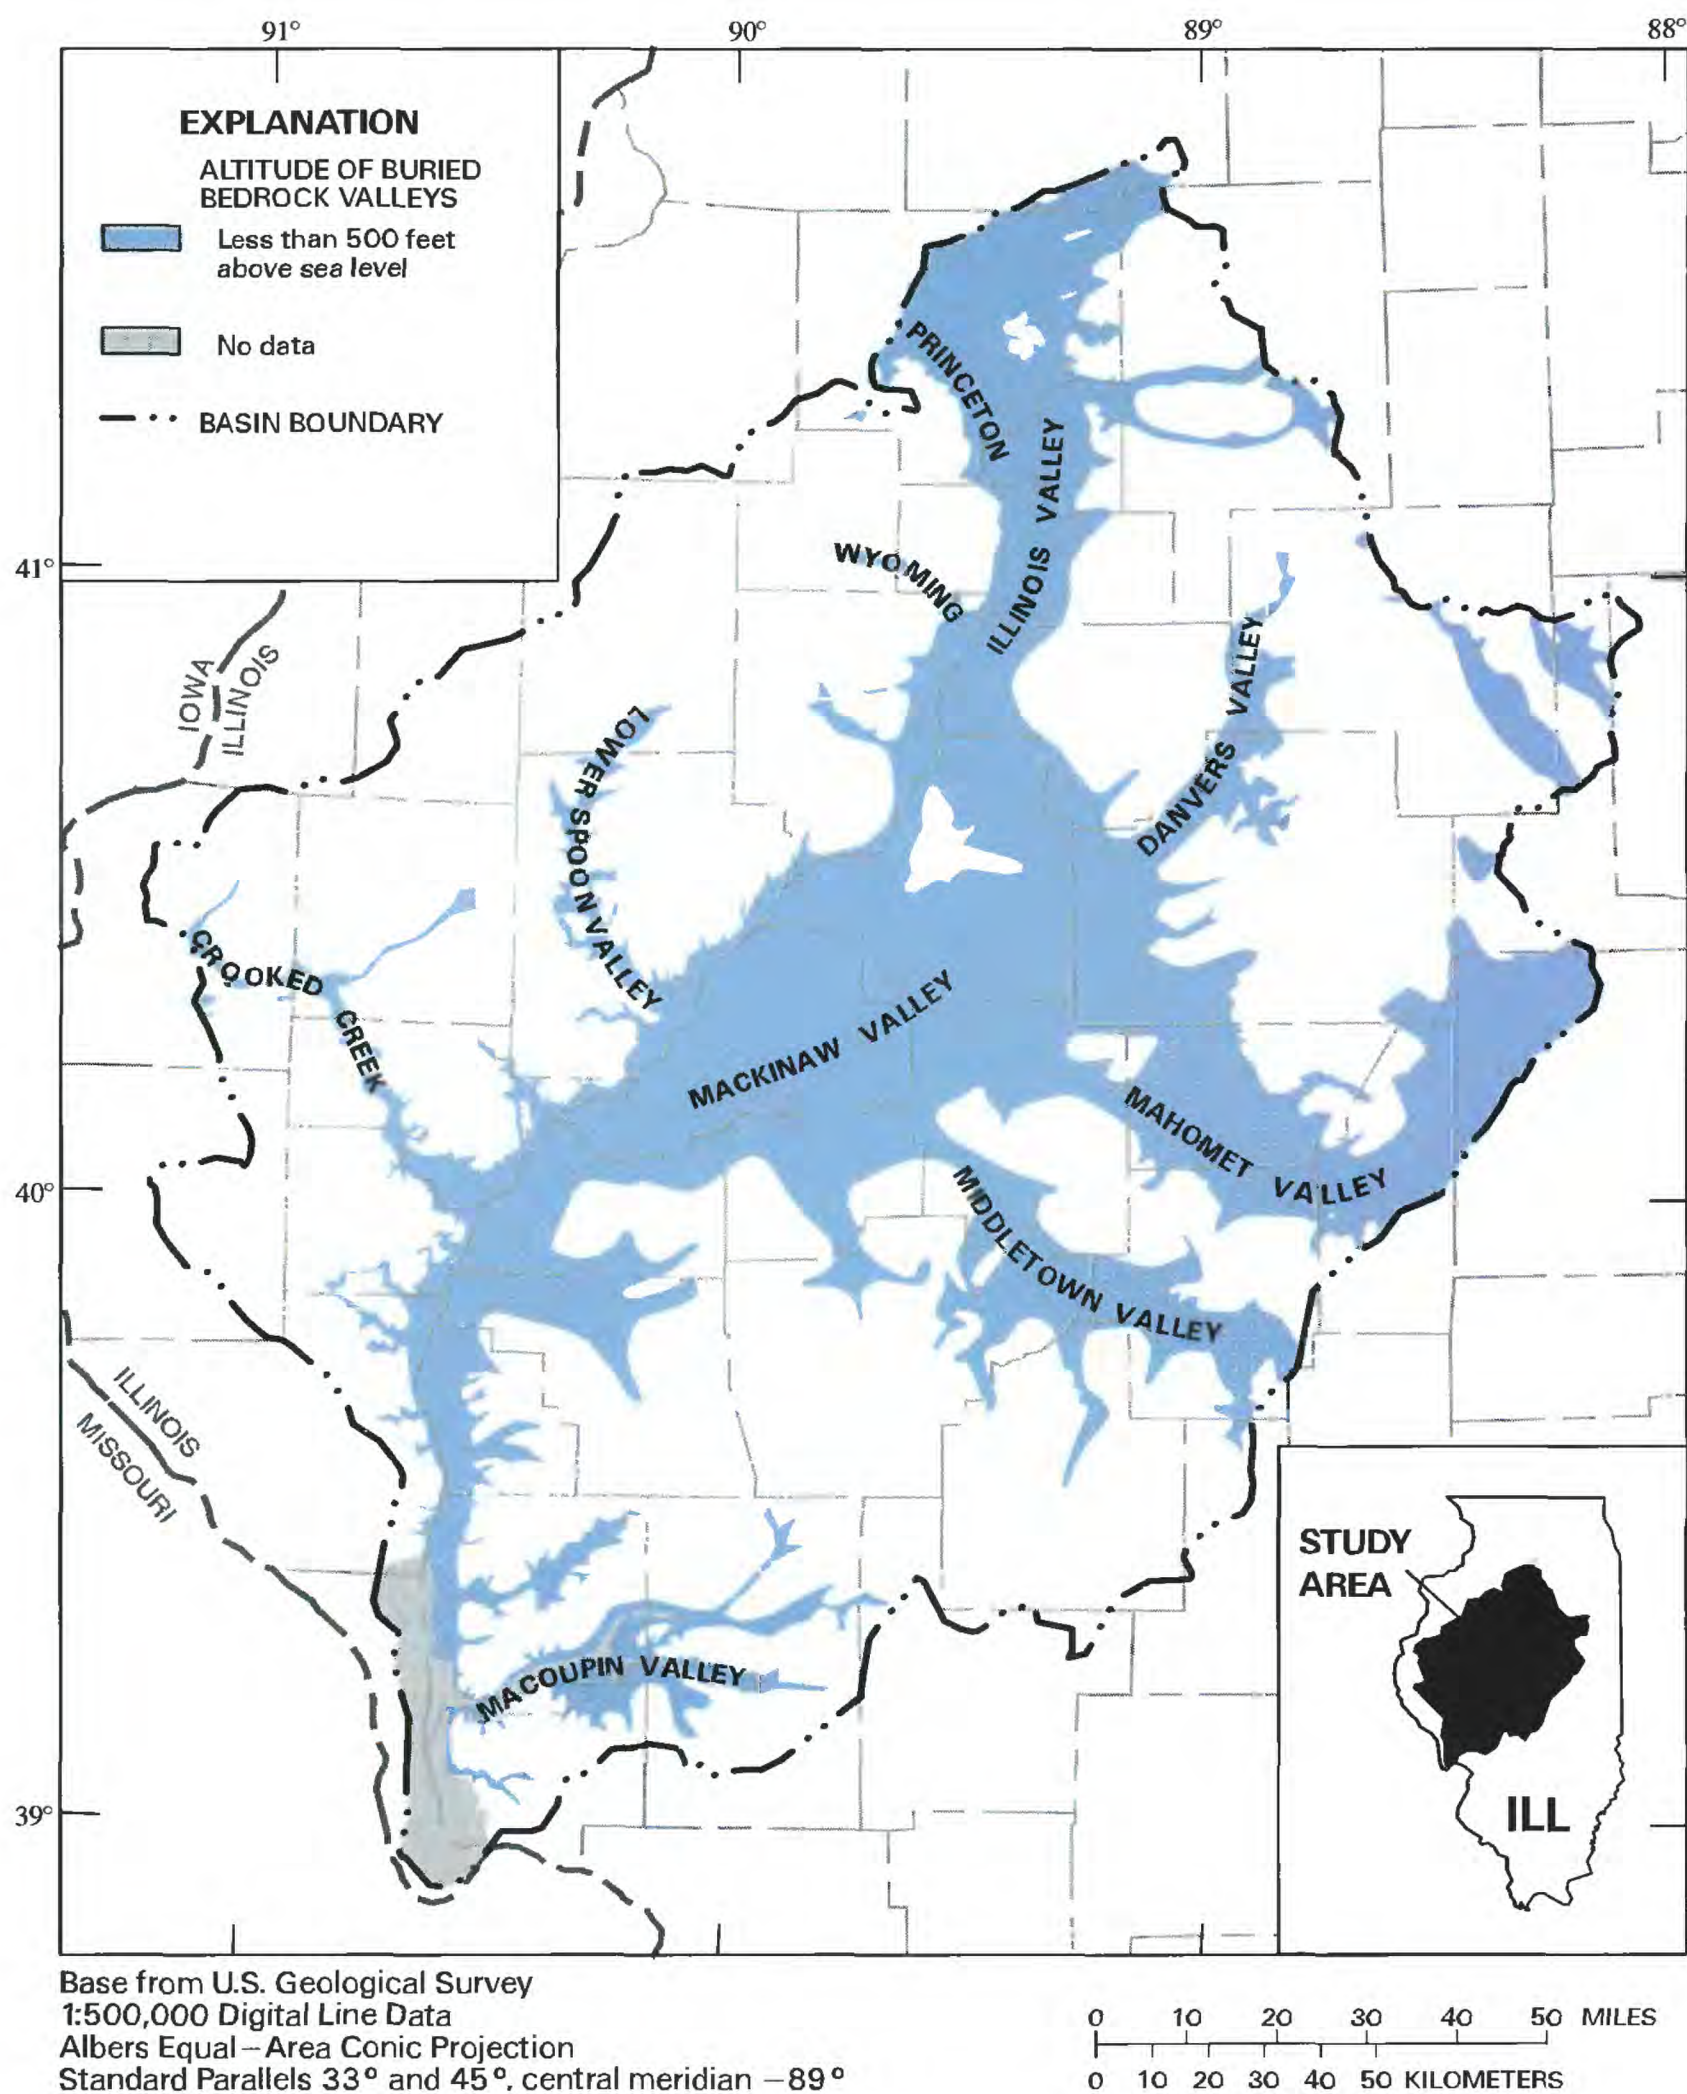 91° 90° 89° 88°
EXPLANATION
ALTITUDE OF BURIED
BEDROCK VALLEYS
Less than 500 feet
above sea level
No data
BASIN BOUNDARY
PRINCETON
ILLINOIS VALLEY
WYOMING
41°
IOWA
ILLINOIS
LOWER SPOON VALLEY
DANVERS VALLEY
CROOKED
CREEK
MACKINAW VALLEY
MAHOMET VALLEY
40°
MIDDLETOWN VALLEY
ILLINOIS
MISSOURI
STUDY
AREA
MACOUPIN VALLEY
ILL
39°
Base from U.S. Geological Survey
1:500,000 Digital Line Data
Albers Equal–Area Conic Projection
Standard Parallels 33° and 45°, central meridian –89°
0 10 20 30 40 50 MILES
0 10 20 30 40 50 KILOMETERS